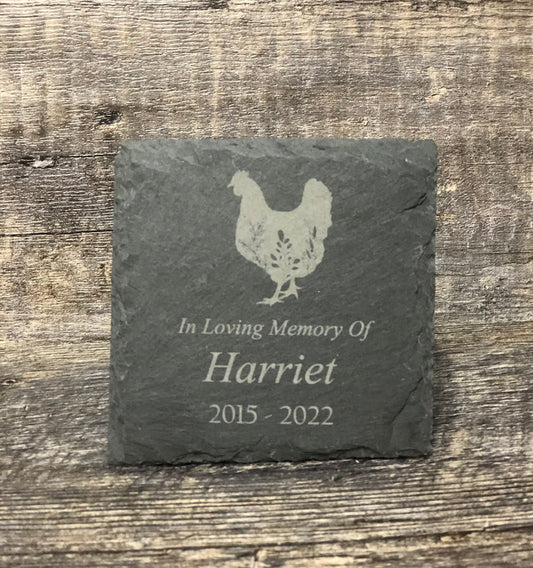 In Loving Memory Of
Harriet
2015 - 2022